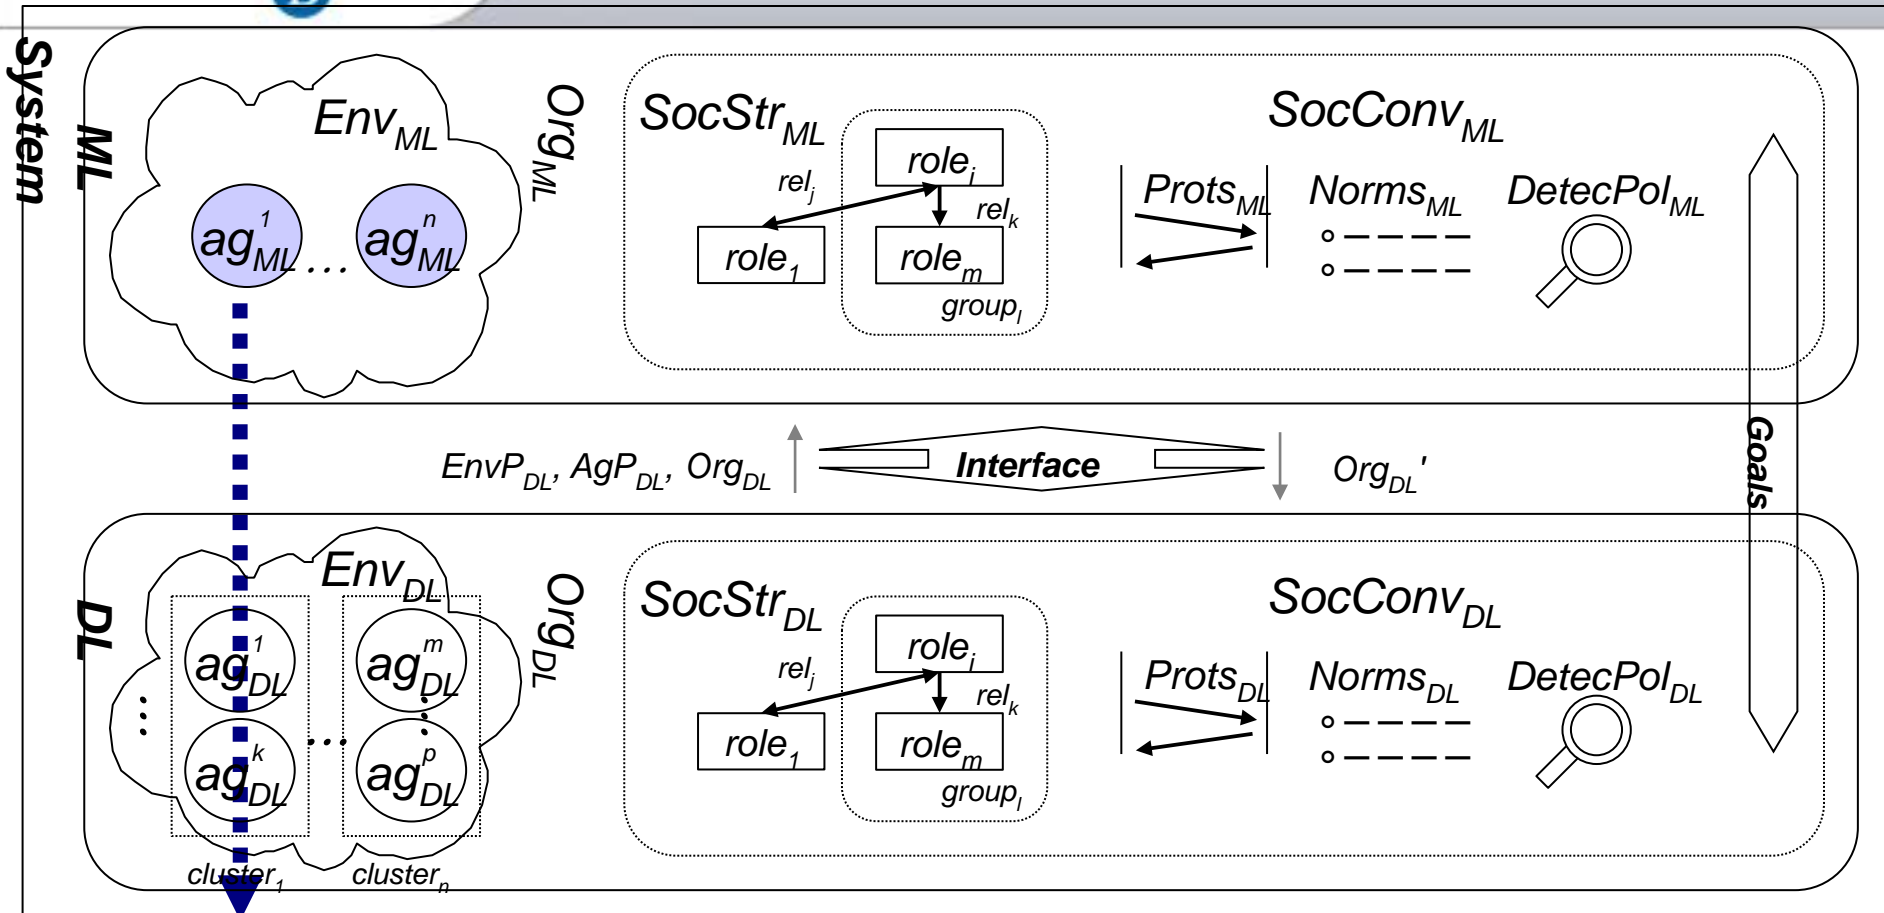 System
ML
Env_ML
ag^1_ML ... ag^n_ML
Org_ML
SocStr_ML
role_i
rel_j
rel_k
role_1
role_m
group_l
SocConv_ML
Prots_ML
Norms_ML
DetecPol_ML
EnvP_DL, AgP_DL, Org_DL
Interface
Org_DL'
Goals
DL
Env_DL
ag^1_DL
ag^m_DL
...
...
...
ag^k_DL
ag^p_DL
cluster_1
cluster_n
Org_DL
SocStr_DL
role_i
rel_j
rel_k
role_1
role_m
group_l
SocConv_DL
Prots_DL
Norms_DL
DetecPol_DL